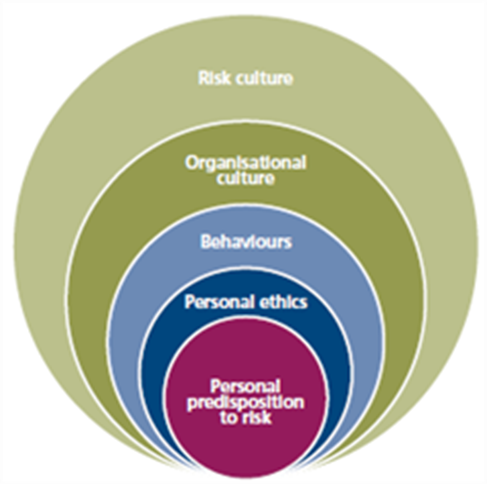 Risk culture
Organisational
culture
Behaviours
Personal ethics
Personal
predisposition
to risk